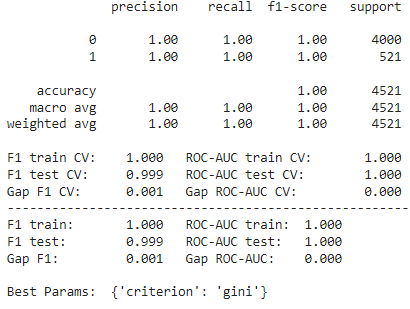 precision recall f1-score support
0 1.00 1.00 1.00 4000
1 1.00 1.00 1.00 521
accuracy 1.00 4521
macro avg 1.00 1.00 1.00 4521
weighted avg 1.00 1.00 1.00 4521
F1 train CV: 1.000 ROC-AUC train CV: 1.000
F1 test CV: 0.999 ROC-AUC test CV: 1.000
Gap F1 CV: 0.001 Gap ROC-AUC CV: 0.000
------------------------------------------------------
F1 train: 1.000 ROC-AUC train: 1.000
F1 test: 0.999 ROC-AUC test: 1.000
Gap F1: 0.001 Gap ROC-AUC: 0.000
Best Params: {'criterion': 'gini'}